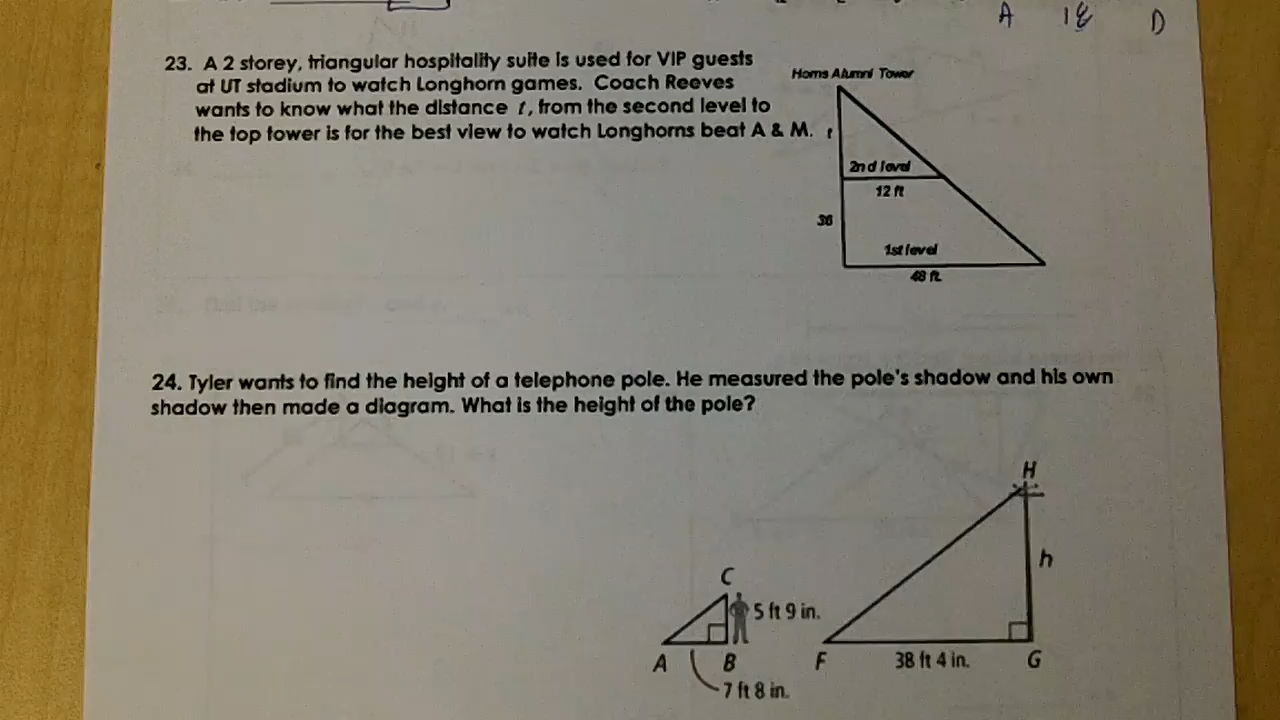 A 18 D
23. A 2 storey, triangular hospitality suite is used for VIP guests
at UT stadium to watch Longhorn games. Coach Reeves
wants to know what the distance t, from the second level to
the top tower is for the best view to watch Longhorns beat A & M.
Horns Alumni Tower
t
2nd level
12 ft
36
1st level
48 ft.
24. Tyler wants to find the height of a telephone pole. He measured the pole's shadow and his own
shadow then made a diagram. What is the height of the pole?
H
h
C
5 ft 9 in.
A B F 38 ft 4 in. G
7 ft 8 in.